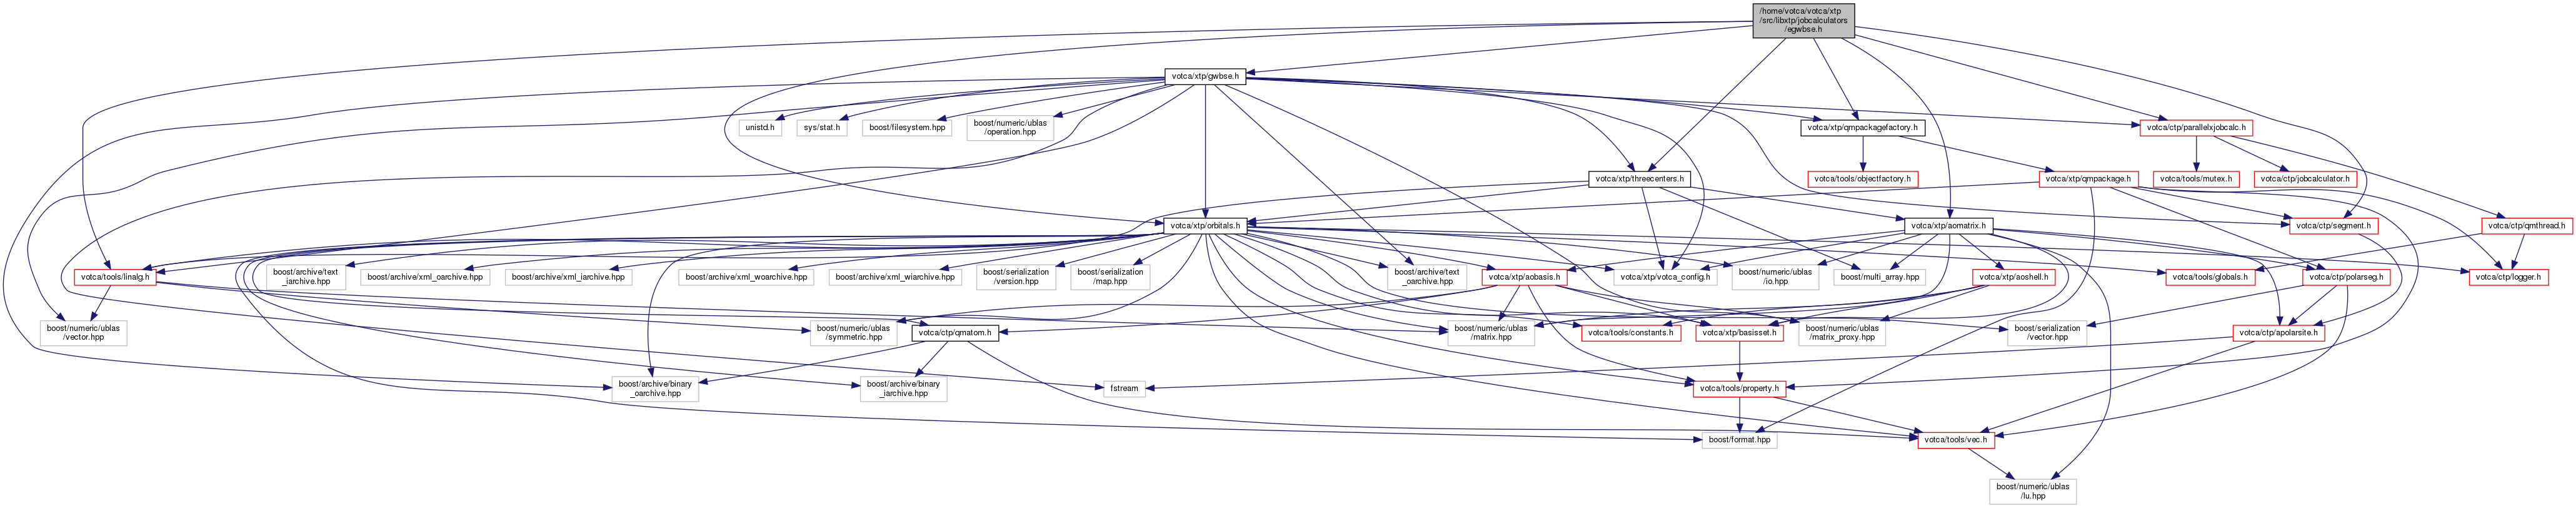 /home/votca/votca/xtp
/src/libxtp/jobcalculators
/egwbse.h
votca/xtp/gwbse.h
unistd.h
sys/stat.h
boost/filesystem.hpp
boost/numeric/ublas
/operation.hpp
votca/xtp/qmpackagefactory.h
votca/ctp/parallelxjobcalc.h
votca/xtp/threecenters.h
votca/tools/objectfactory.h
votca/xtp/qmpackage.h
votca/tools/mutex.h
votca/ctp/jobcalculator.h
votca/xtp/orbitals.h
votca/xtp/aomatrix.h
votca/ctp/segment.h
votca/ctp/qmthread.h
votca/tools/linalg.h
boost/archive/text
_iarchive.hpp
boost/archive/xml_oarchive.hpp
boost/archive/xml_iarchive.hpp
boost/archive/xml_woarchive.hpp
boost/archive/xml_wiarchive.hpp
boost/serialization
/version.hpp
boost/serialization
/map.hpp
boost/archive/text
_oarchive.hpp
votca/xtp/aobasis.h
votca/xtp/votca_config.h
boost/numeric/ublas
/io.hpp
boost/multi_array.hpp
votca/xtp/aoshell.h
votca/tools/globals.h
votca/ctp/polarseg.h
votca/ctp/logger.h
boost/numeric/ublas
/vector.hpp
boost/numeric/ublas
/symmetric.hpp
votca/ctp/qmatom.h
boost/numeric/ublas
/matrix.hpp
votca/tools/constants.h
votca/xtp/basisset.h
boost/numeric/ublas
/matrix_proxy.hpp
boost/serialization
/vector.hpp
votca/ctp/apolarsite.h
boost/archive/binary
_oarchive.hpp
boost/archive/binary
_iarchive.hpp
fstream
votca/tools/property.h
boost/format.hpp
votca/tools/vec.h
boost/numeric/ublas
/lu.hpp